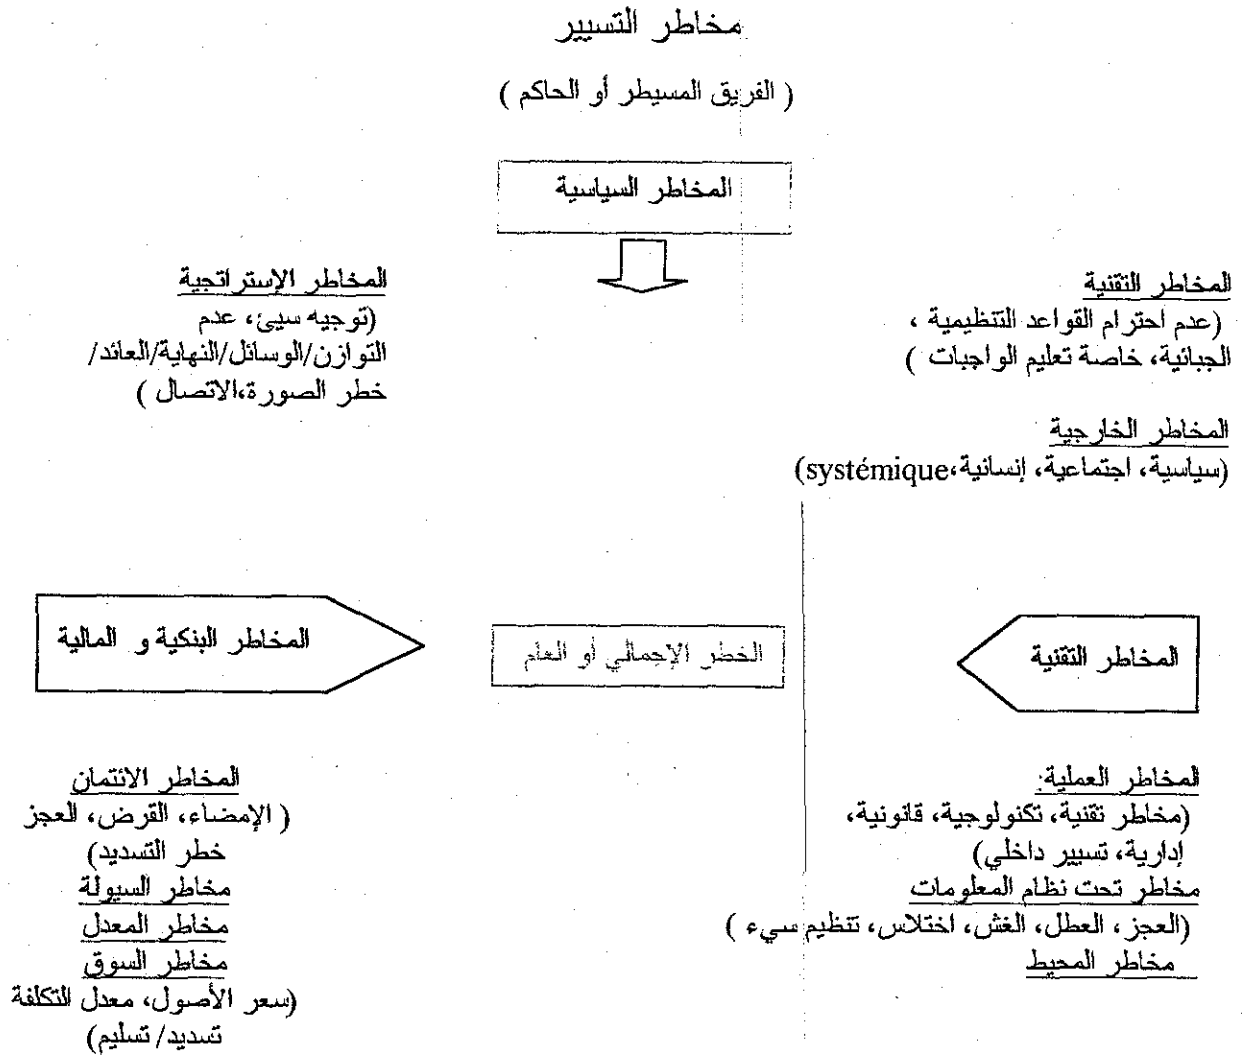 مخاطر التسيير
( الفريق المسيطر أو الحاكم )
المخاطر السياسية
المخاطر التقنية
(عدم احترام القواعد التنظيمية ،
الجبائية، خاصة تعليم الواجبات )
المخاطر الخارجية
(سياسية، اجتماعية، إنسانية،systémique)
المخاطر الإستراتجية
(توجيه سيئ، عدم
التوازن/الوسائل/النهاية/العائد/
خطر الصورة،الاتصال )
المخاطر التقنية
الخطر الإجمالي أو العام
المخاطر البنكية و المالية
المخاطر العملية:
(مخاطر تقنية، تكنولوجية، قانونية،
إدارية، تسيير داخلي)
مخاطر تحت نظام المعلومات
(العجز، العطل، الغش، اختلاس، تنظيم سيء )
مخاطر المحيط
المخاطر الائتمان
( الإمضاء، القرض، العجز
خطر التسديد)
مخاطر السيولة
مخاطر المعدل
مخاطر السوق
(سعر الأصول، معدل التكلفة
تسديد/ تسليم)